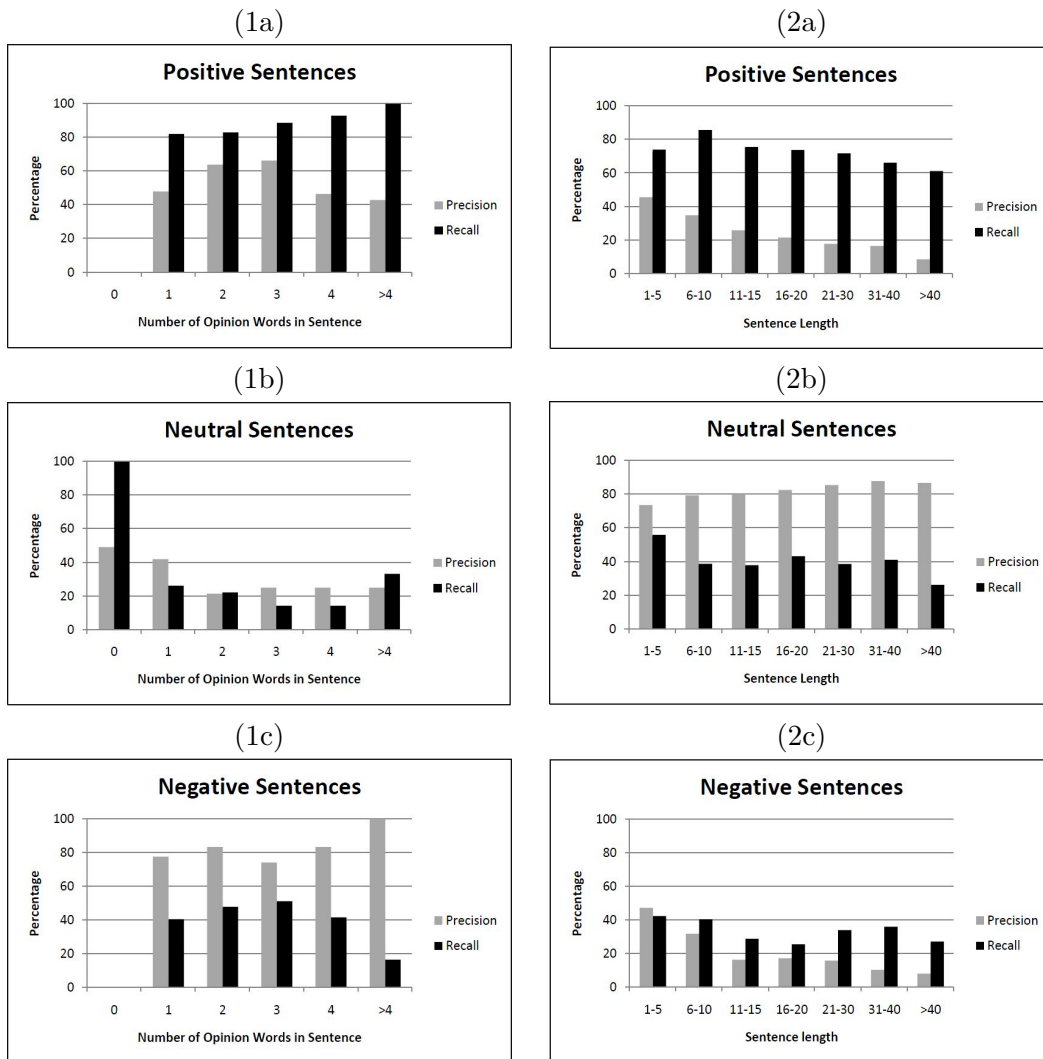 (1a)
Positive Sentences
100
80
60
40
20
0
Percentage
0 1 2 3 4 >4
Number of Opinion Words in Sentence
Precision
Recall
(2a)
Positive Sentences
100
80
60
40
20
0
Percentage
1-5 6-10 11-15 16-20 21-30 31-40 >40
Sentence Length
Precision
Recall
(1b)
Neutral Sentences
100
80
60
40
20
0
Percentage
0 1 2 3 4 >4
Number of Opinion Words in Sentence
Precision
Recall
(2b)
Neutral Sentences
100
80
60
40
20
0
Percentage
1-5 6-10 11-15 16-20 21-30 31-40 >40
Sentence Length
Precision
Recall
(1c)
Negative Sentences
100
80
60
40
20
0
Percentage
0 1 2 3 4 >4
Number of Opinion Words in Sentence
Precision
Recall
(2c)
Negative Sentences
100
80
60
40
20
0
Percentage
1-5 6-10 11-15 16-20 21-30 31-40 >40
Sentence length
Precision
Recall